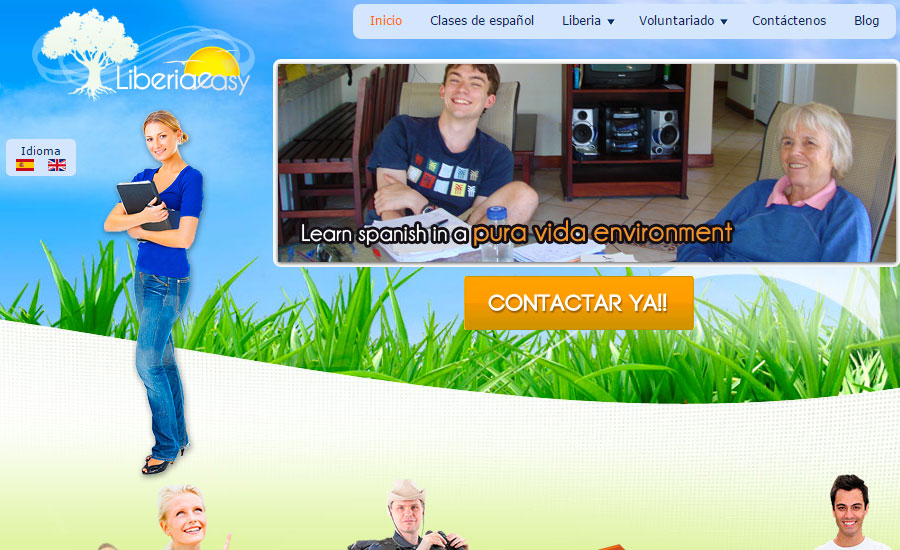 Inicio
Clases de español
Liberia
Voluntariado
Contáctenos
Blog
Liberiaeasy
Idioma
Learn spanish in a pura vida environment
CONTACTAR YA!!